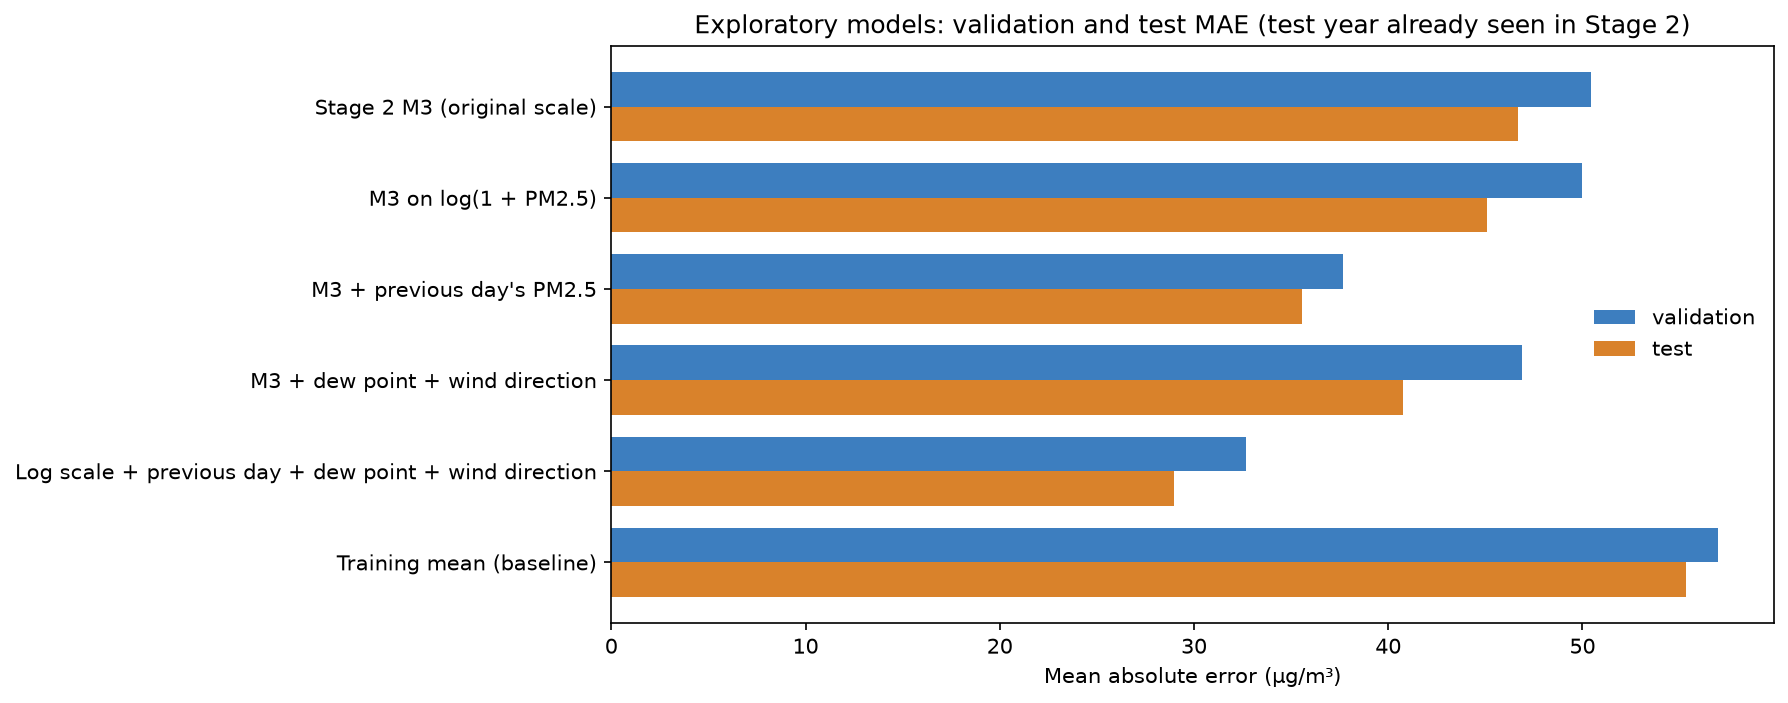 Exploratory models: validation and test MAE (test year already seen in Stage 2)
Stage 2 M3 (original scale)
M3 on log(1 + PM2.5)
M3 + previous day's PM2.5
M3 + dew point + wind direction
Log scale + previous day + dew point + wind direction
Training mean (baseline)
validation
test
0 10 20 30 40 50
Mean absolute error (µg/m³)